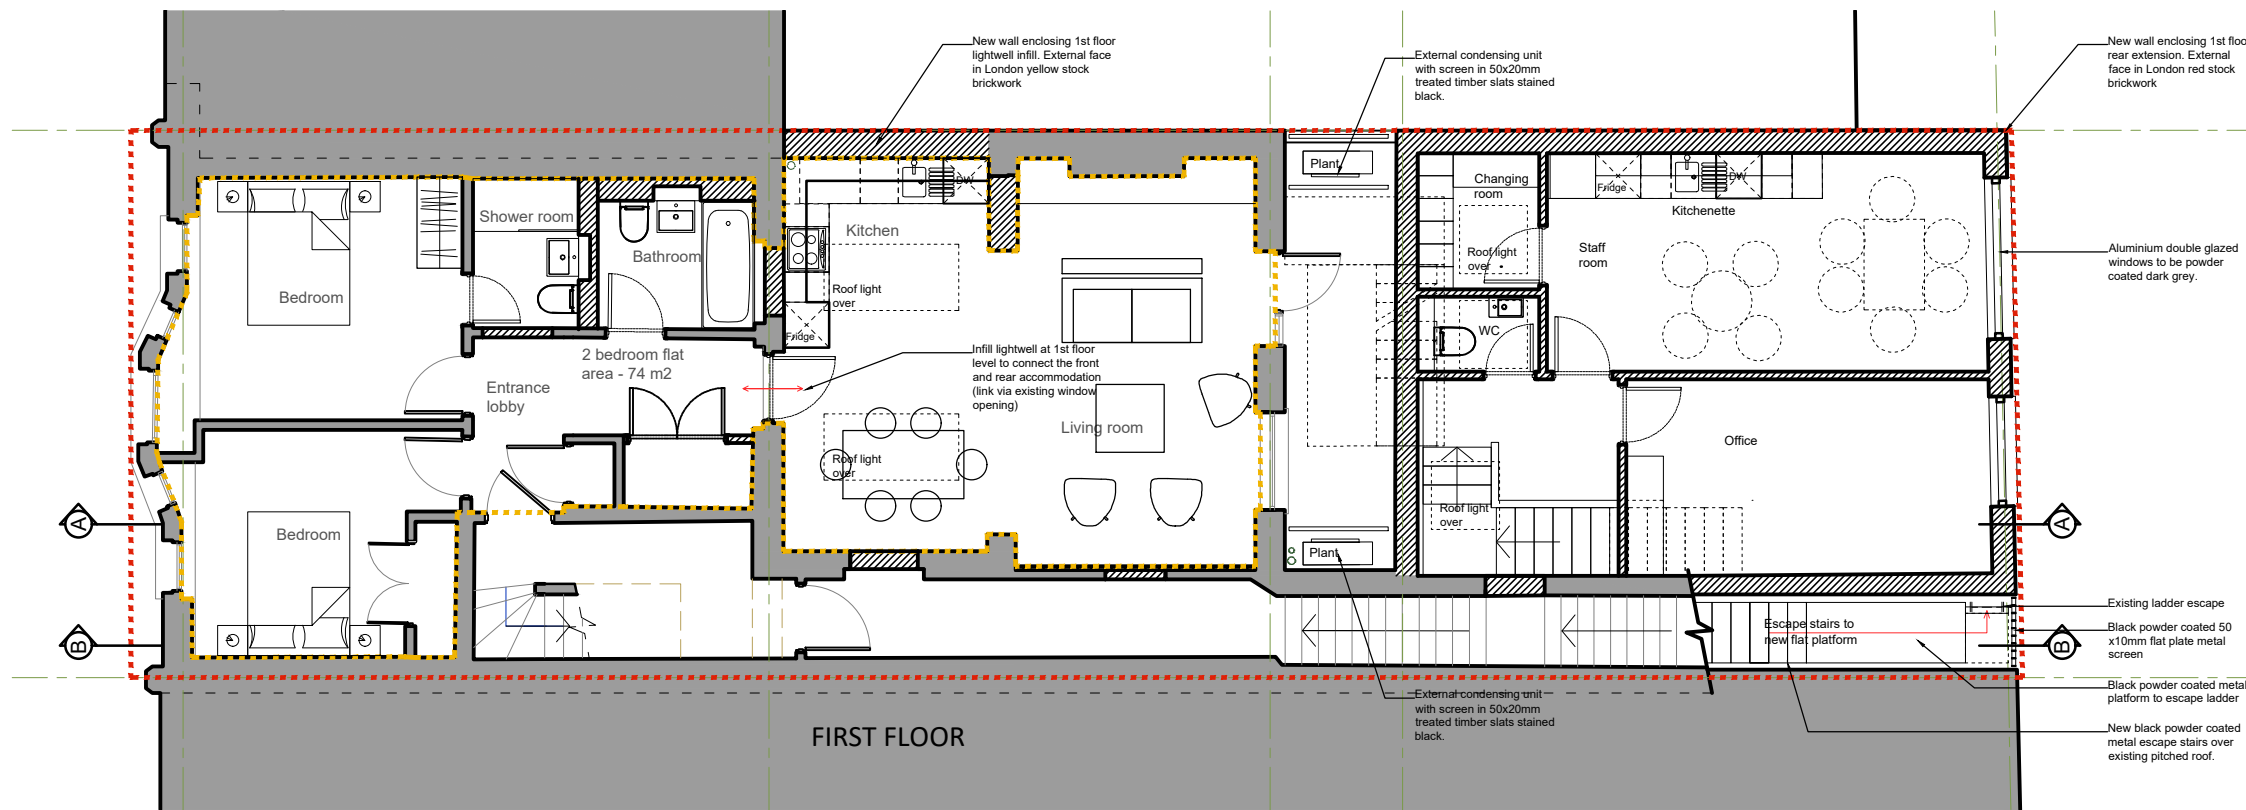 New wall enclosing 1st floor
lightwell infill. External face
in London yellow stock
brickwork
External condensing unit
with screen in 50x20mm
treated timber slats stained
black.
New wall enclosing 1st floo
rear extension. External
face in London red stock
brickwork
Plant
Changing
room
Roof light
over
Fridge
DW
Kitchenette
Staff
room
Aluminium double glazed
windows to be powder
coated dark grey.
Shower room
Bathroom
Bedroom
Kitchen
DW
Roof light
over
Fridge
WC
2 bedroom flat
area - 74 m2
Entrance
lobby
Infill lightwell at 1st floor
level to connect the front
and rear accommodation
(link via existing window
opening)
Living room
Roof light
over
Office
Roof light
over
Bedroom
A
A
Plant
B
B
Escape stairs to
new flat platform
Existing ladder escape
Black powder coated 50
x10mm flat plate metal
screen
Black powder coated metal
platform to escape ladder
New black powder coated
metal escape stairs over
existing pitched roof.
External condensing unit
with screen in 50x20mm
treated timber slats stained
black.
FIRST FLOOR